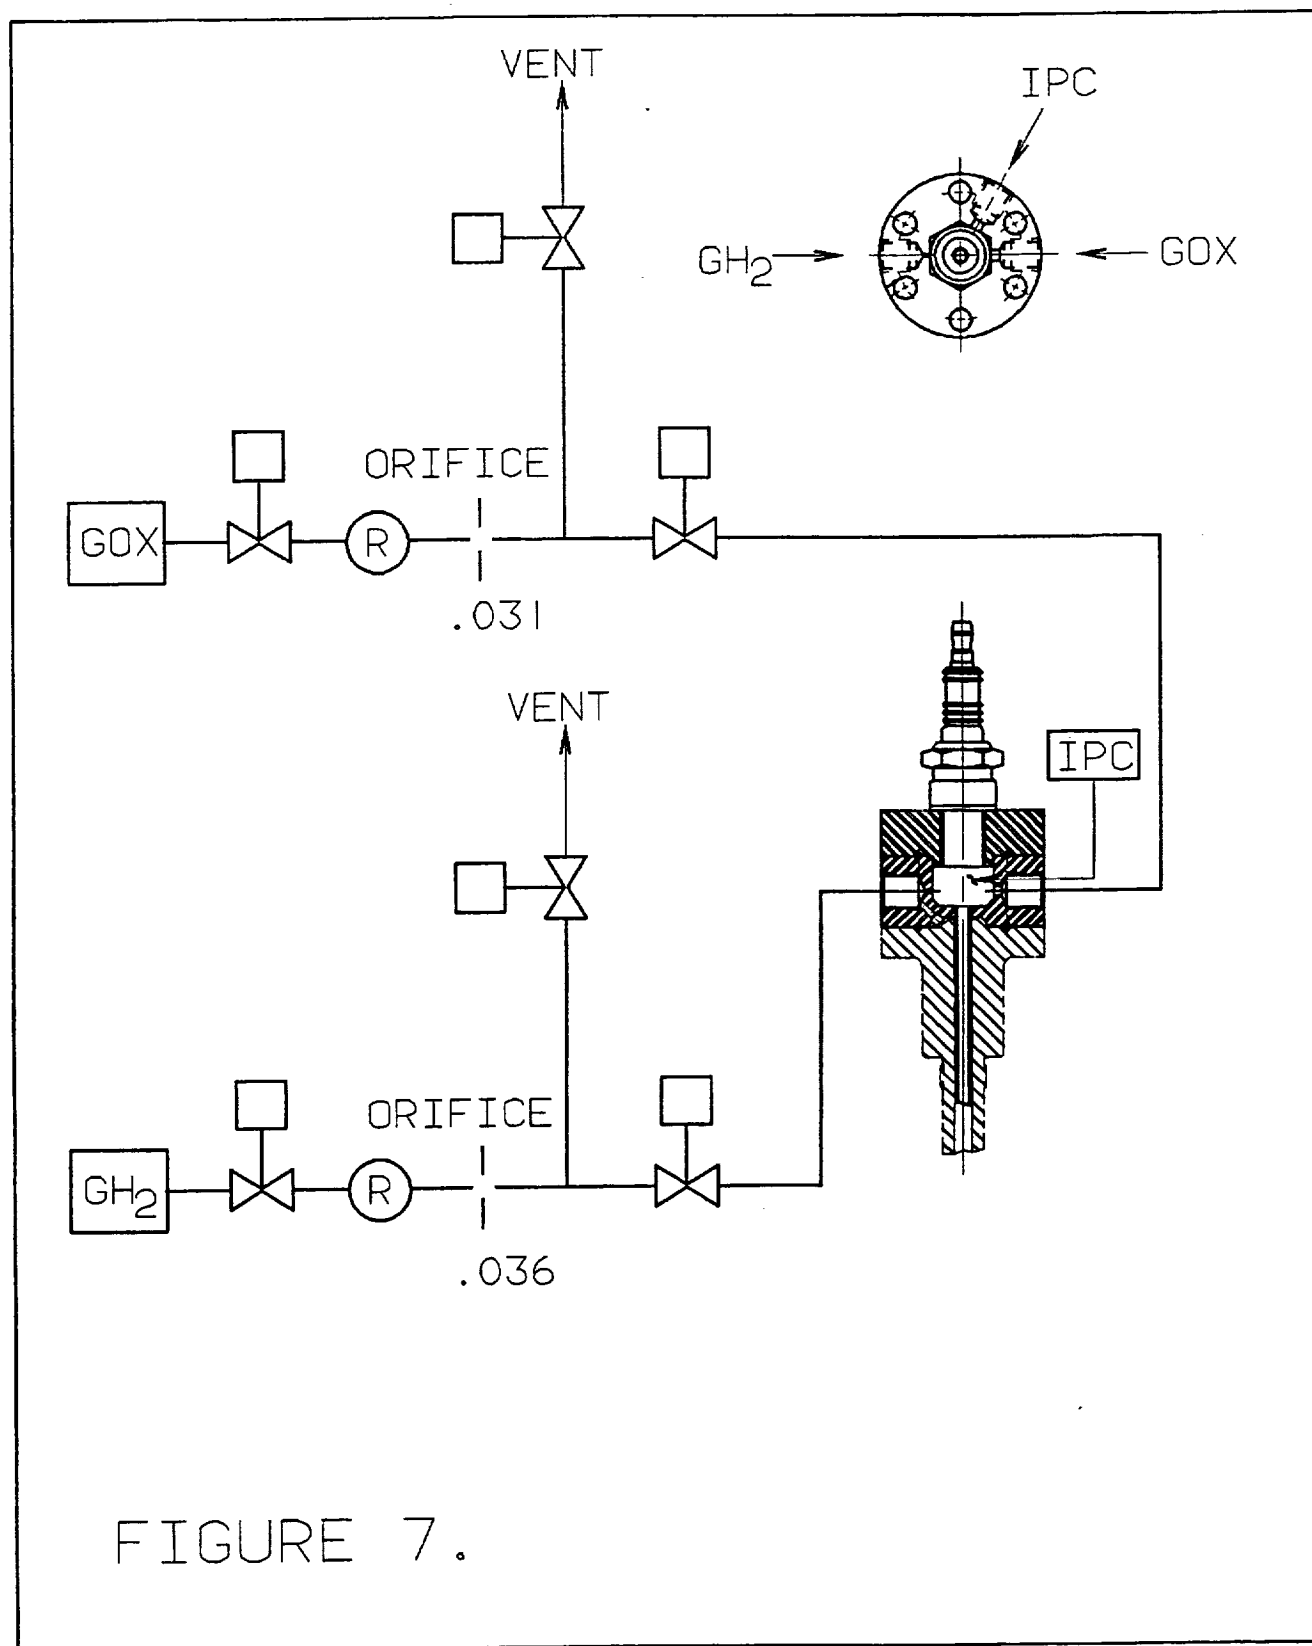 VENT
IPC
GH2
GOX
ORIFICE
GOX
R
.031
VENT
IPC
ORIFICE
GH2
R
.036
FIGURE 7.